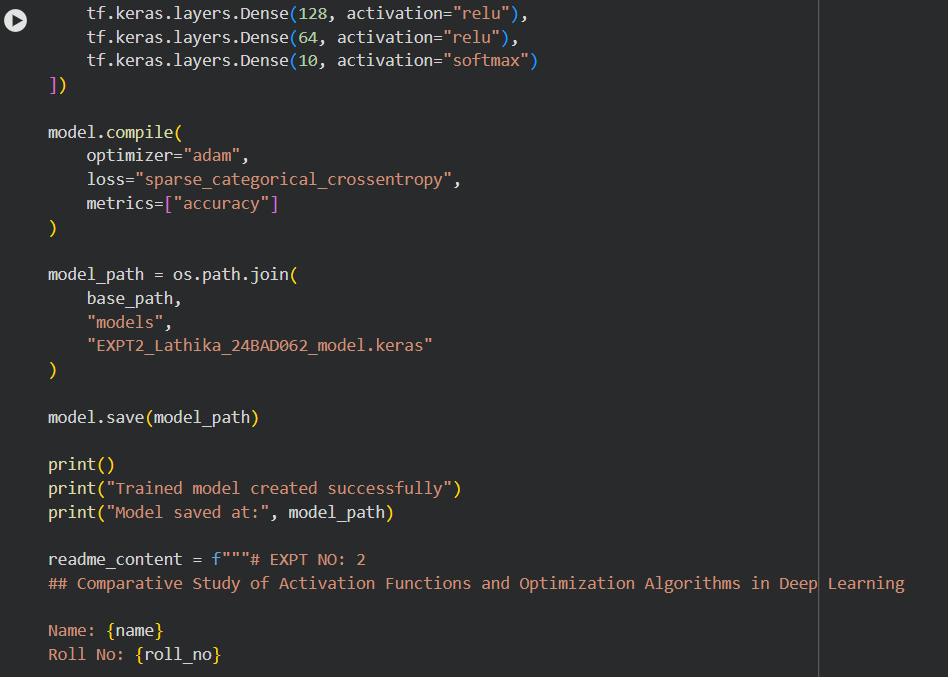 tf.keras.layers.Dense(128, activation="relu"),
tf.keras.layers.Dense(64, activation="relu"),
tf.keras.layers.Dense(10, activation="softmax")
])
model.compile(
optimizer="adam",
loss="sparse_categorical_crossentropy",
metrics=["accuracy"]
)
model_path = os.path.join(
base_path,
"models",
"EXPT2_Lathika_24BAD062_model.keras"
)
model.save(model_path)
print()
print("Trained model created successfully")
print("Model saved at:", model_path)
readme_content = f"""# EXPT NO: 2
## Comparative Study of Activation Functions and Optimization Algorithms in Deep Learning
Name: {name}
Roll No: {roll_no}